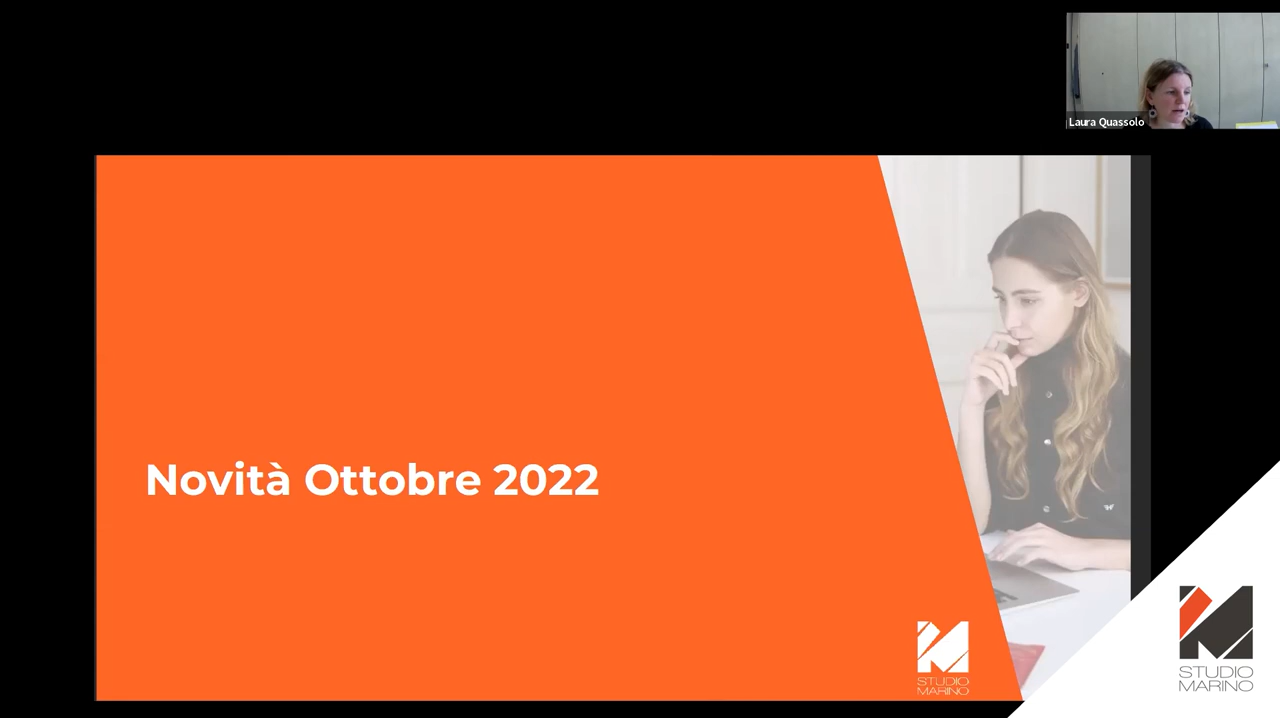 Laura Quassolo
Novità Ottobre 2022
STUDIO
MARINO
STUDIO
MARINO